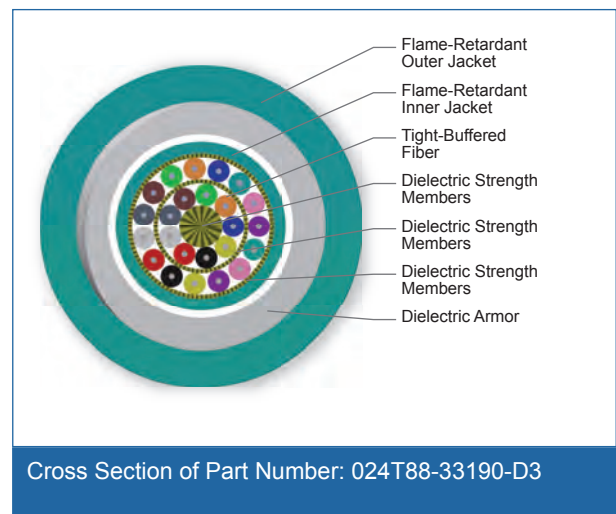 Flame-Retardant
Outer Jacket
Flame-Retardant
Inner Jacket
Tight-Buffered
Fiber
Dielectric Strength
Members
Dielectric Strength
Members
Dielectric Strength
Members
Dielectric Armor
Cross Section of Part Number: 024T88-33190-D3